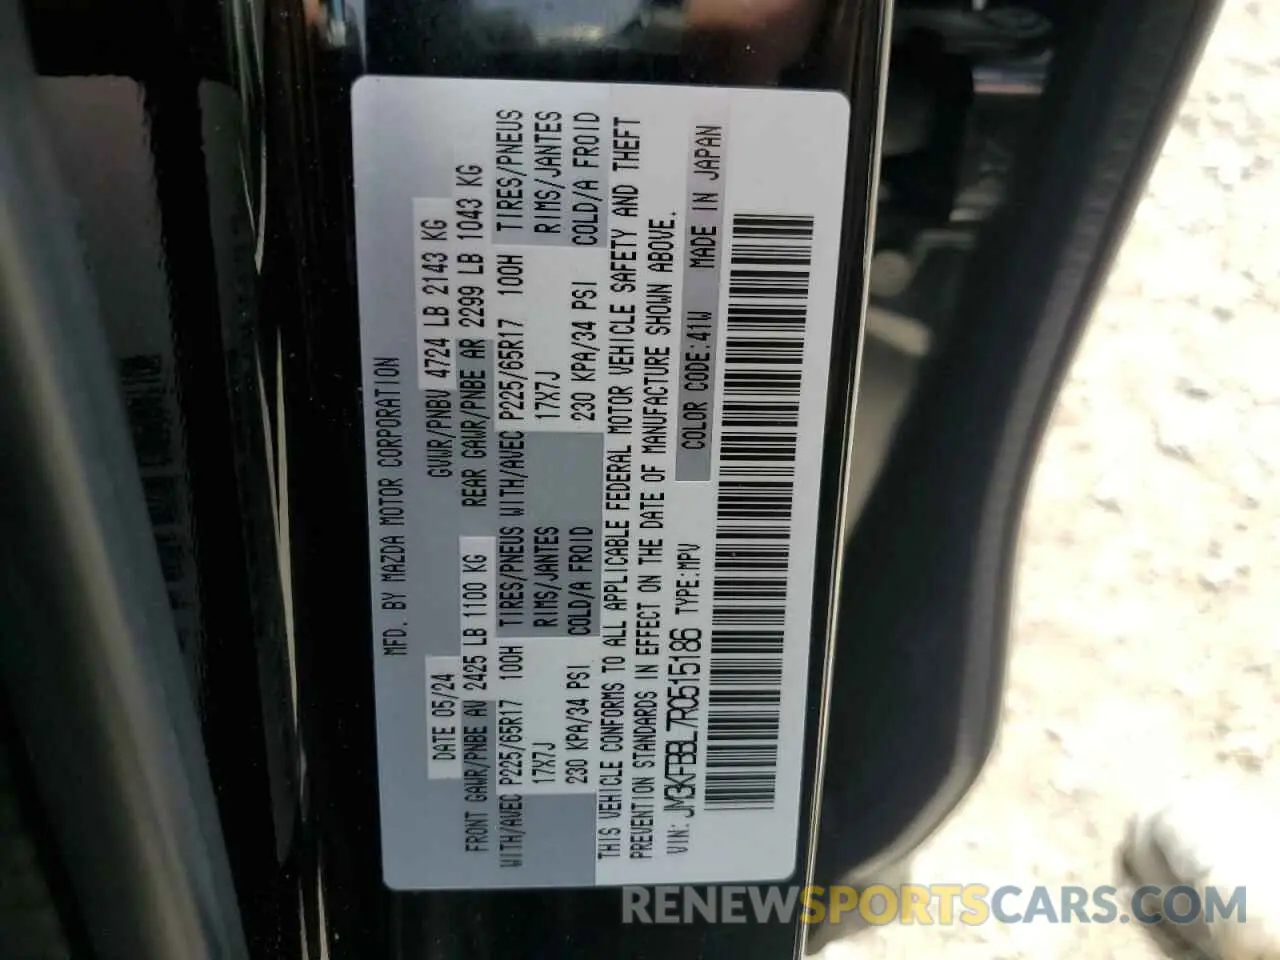 MFD. BY MAZDA MOTOR CORPORATION
DATE 05/24 GVWR/PNBV 4724 LB 2143 KG
FRONT GAWR/PNBE AV 2425 LB 1100 KG REAR GAWR/PNBE AR 2299 LB 1043 KG
WITH/AVEC P225/65R17 100H TIRES/PNEUS WITH/AVEC P225/65R17 100H TIRES/PNEUS
17X7J RIMS/JANTES 17X7J RIMS/JANTES
230 KPA/34 PSI COLD/A FROID 230 KPA/34 PSI COLD/A FROID
THIS VEHICLE CONFORMS TO ALL APPLICABLE FEDERAL MOTOR VEHICLE SAFETY AND THEFT
PREVENTION STANDARDS IN EFFECT ON THE DATE OF MANUFACTURE SHOWN ABOVE.
VIN: JM3KFBBL7R0515186 TYPE:MPV COLOR CODE:41W MADE IN JAPAN
RENEWSPORTSCARS.COM